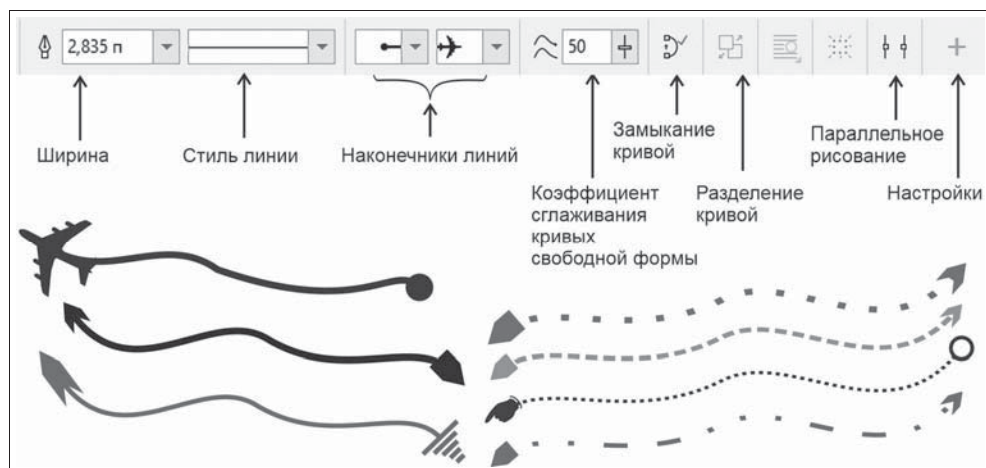 2,835 п
50
Ширина
Стиль линии
Наконечники линий
Коэффициент
сглаживания
кривых
свободной формы
Замыкание
кривой
Разделение
кривой
Параллельное
рисование
Настройки